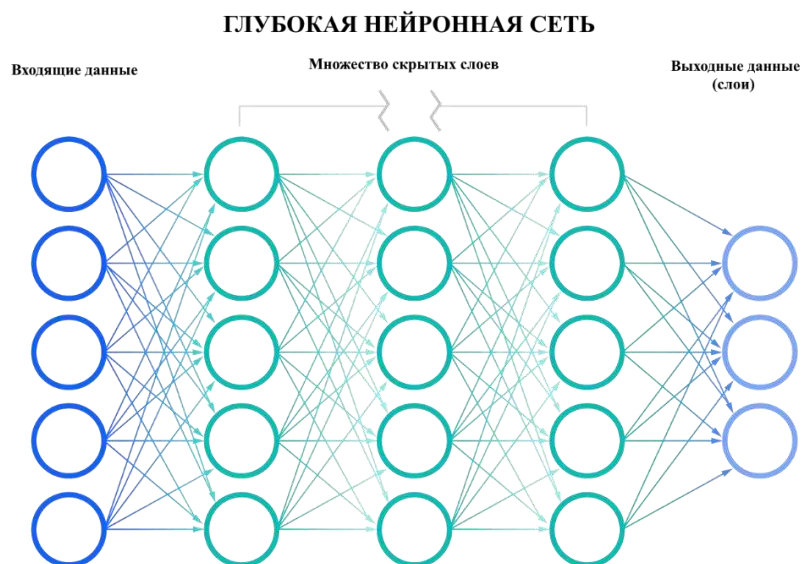 ГЛУБОКАЯ НЕЙРОННАЯ СЕТЬ
Входящие данные
Множество скрытых слоев
Выходные данные
(слои)